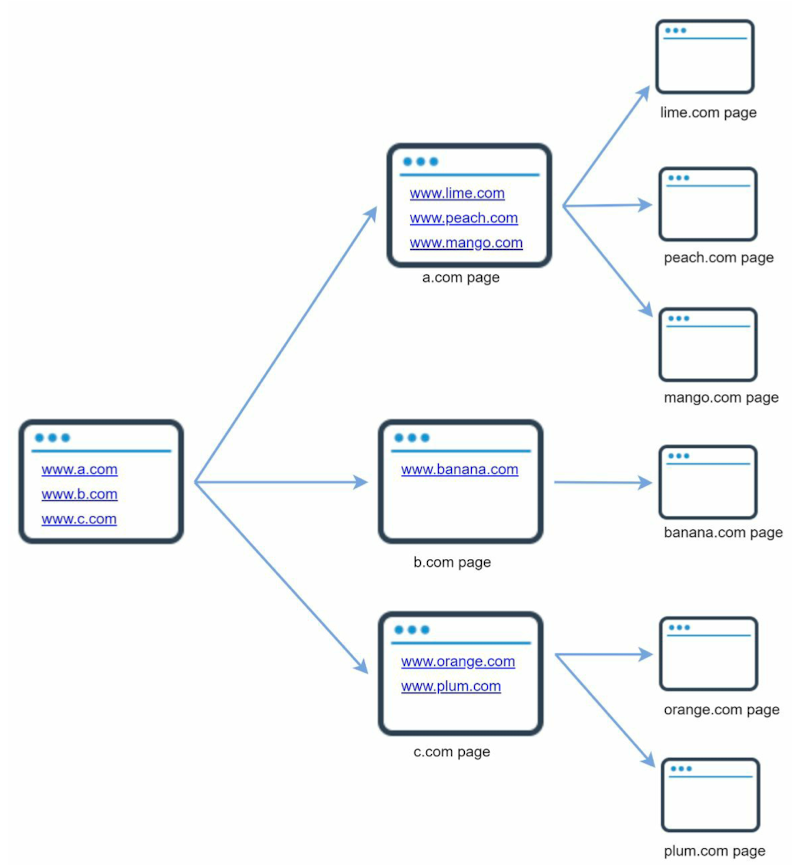 www.a.com
www.b.com
www.c.com
www.lime.com
www.peach.com
www.mango.com
a.com page
www.banana.com
b.com page
www.orange.com
www.plum.com
c.com page
lime.com page
peach.com page
mango.com page
banana.com page
orange.com page
plum.com page